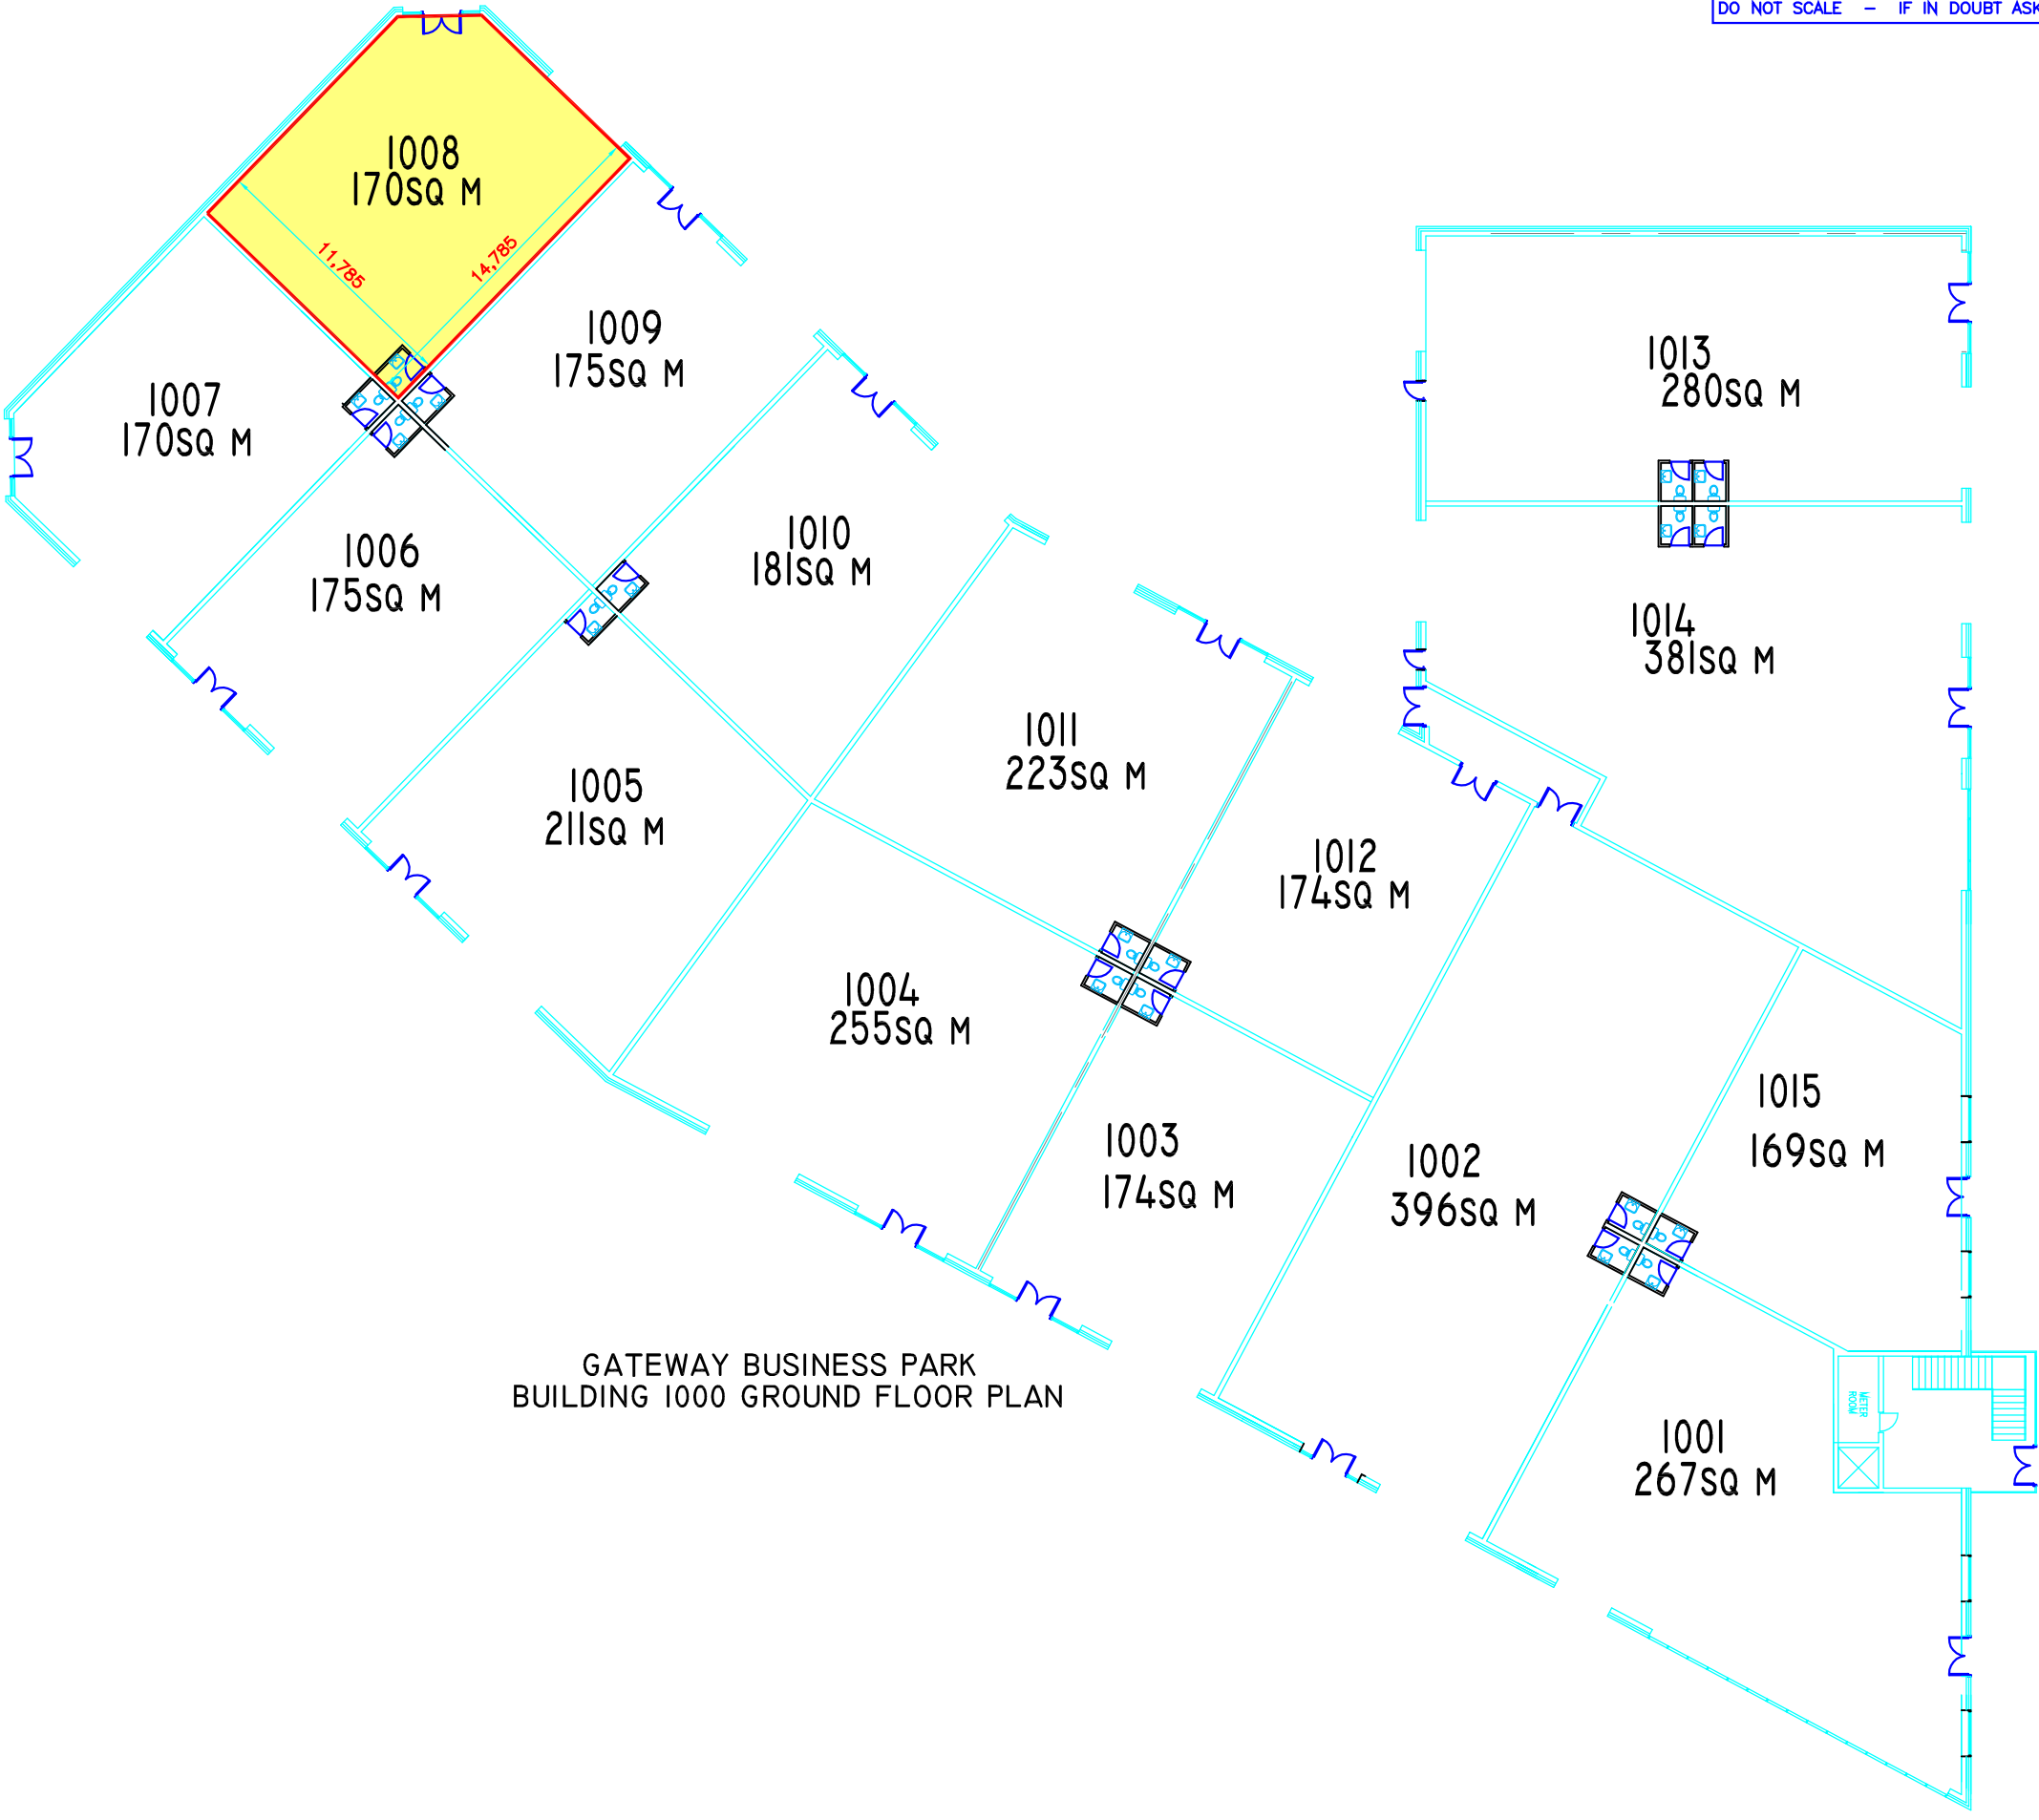 DO NOT SCALE - IF IN DOUBT ASK
1008
170SQ M
11,785
14,785
1009
175SQ M
1007
170SQ M
1006
175SQ M
1010
181SQ M
1013
280SQ M
1014
381SQ M
1011
223SQ M
1005
211SQ M
1012
174SQ M
1004
255SQ M
1015
169SQ M
1003
174SQ M
1002
396SQ M
GATEWAY BUSINESS PARK
BUILDING 1000 GROUND FLOOR PLAN
METER
ROOM
1001
267SQ M